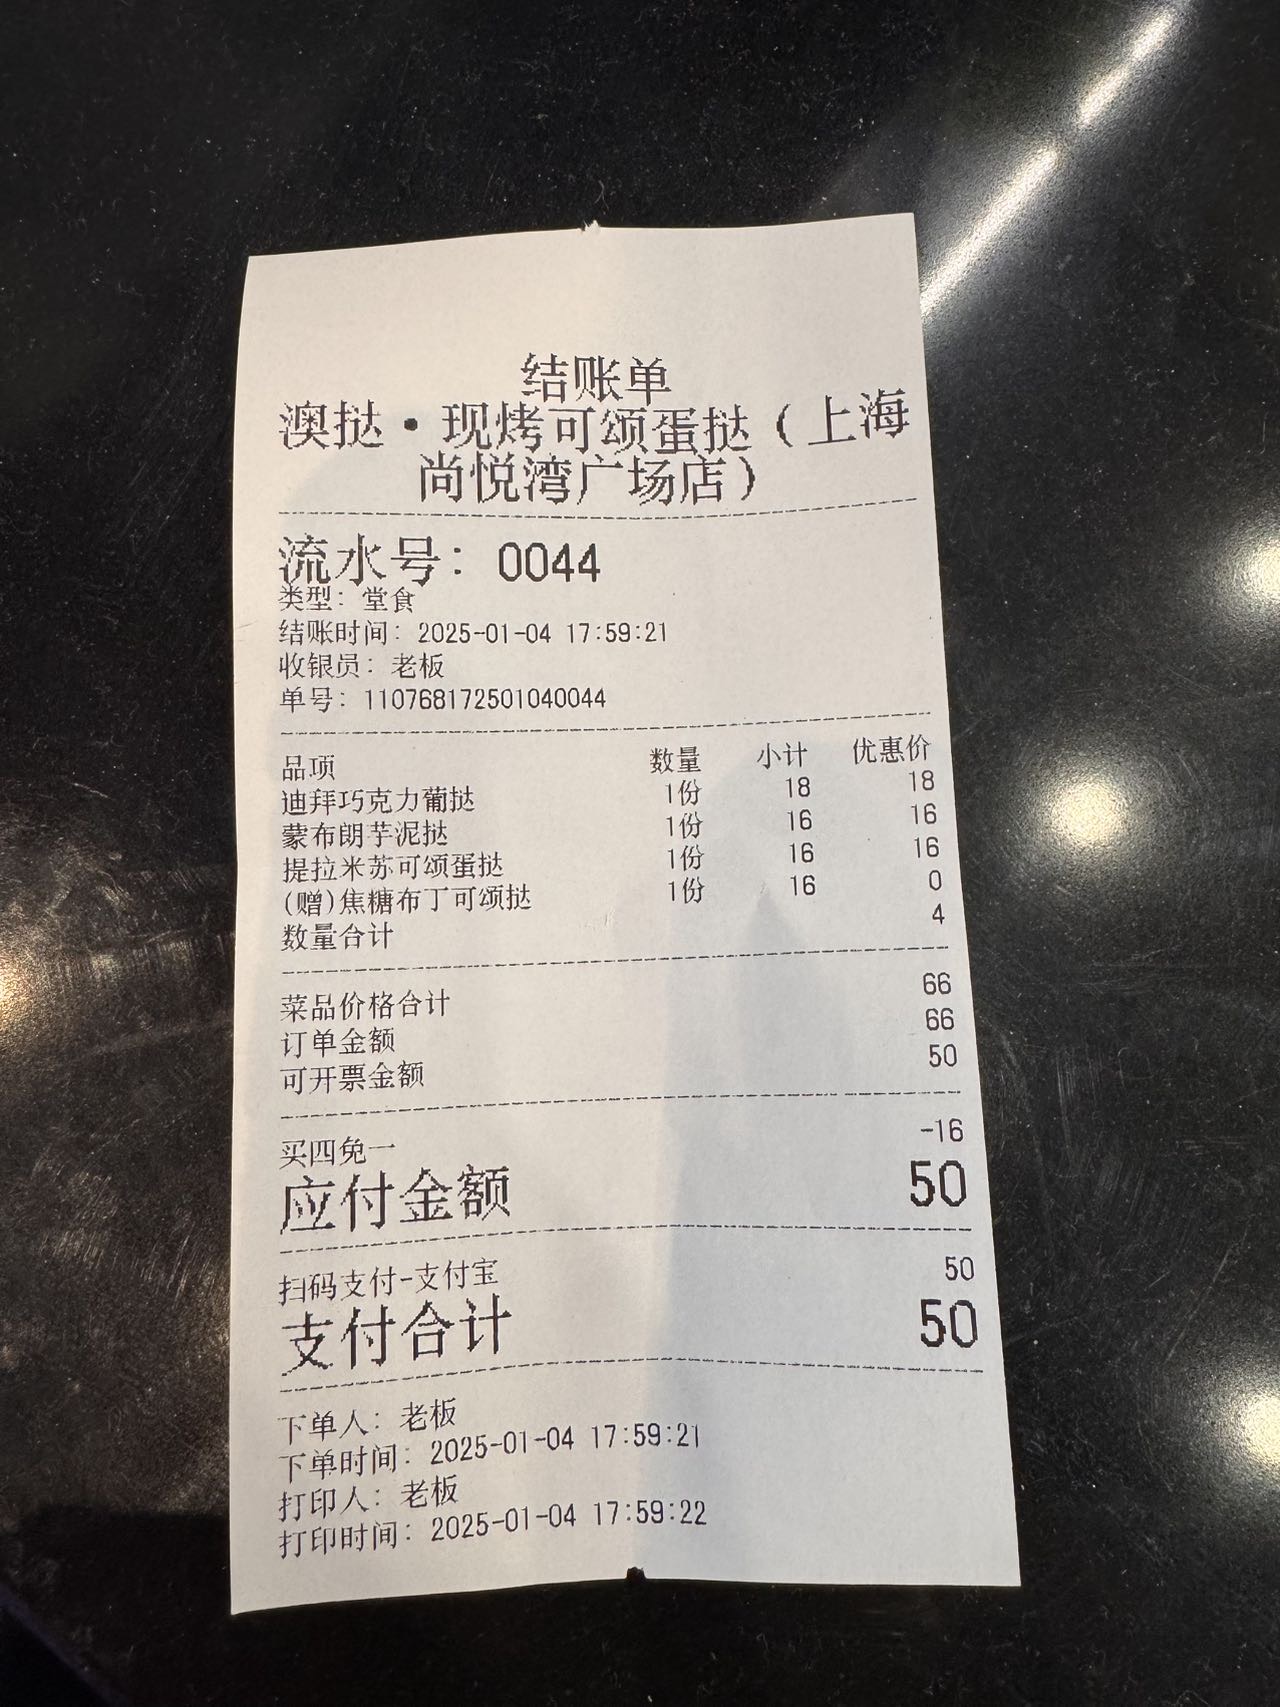 结账单
澳挞·现烤可颂蛋挞（上海
尚悦湾广场店）
流水号：0044
类型：堂食
结账时间：2025-01-04 17:59:21
收银员：老板
单号：110768172501040044
品项 数量 小计 优惠价
迪拜巧克力葡挞 1份 18 18
蒙布朗芋泥挞 1份 16 16
提拉米苏可颂蛋挞 1份 16 16
(赠)焦糖布丁可颂挞 1份 16 0
数量合计 4
菜品价格合计 66
订单金额 66
可开票金额 50
买四免一 -16
应付金额 50
扫码支付-支付宝 50
支付合计 50
下单人：老板
下单时间：2025-01-04 17:59:21
打印人：老板
打印时间：2025-01-04 17:59:22